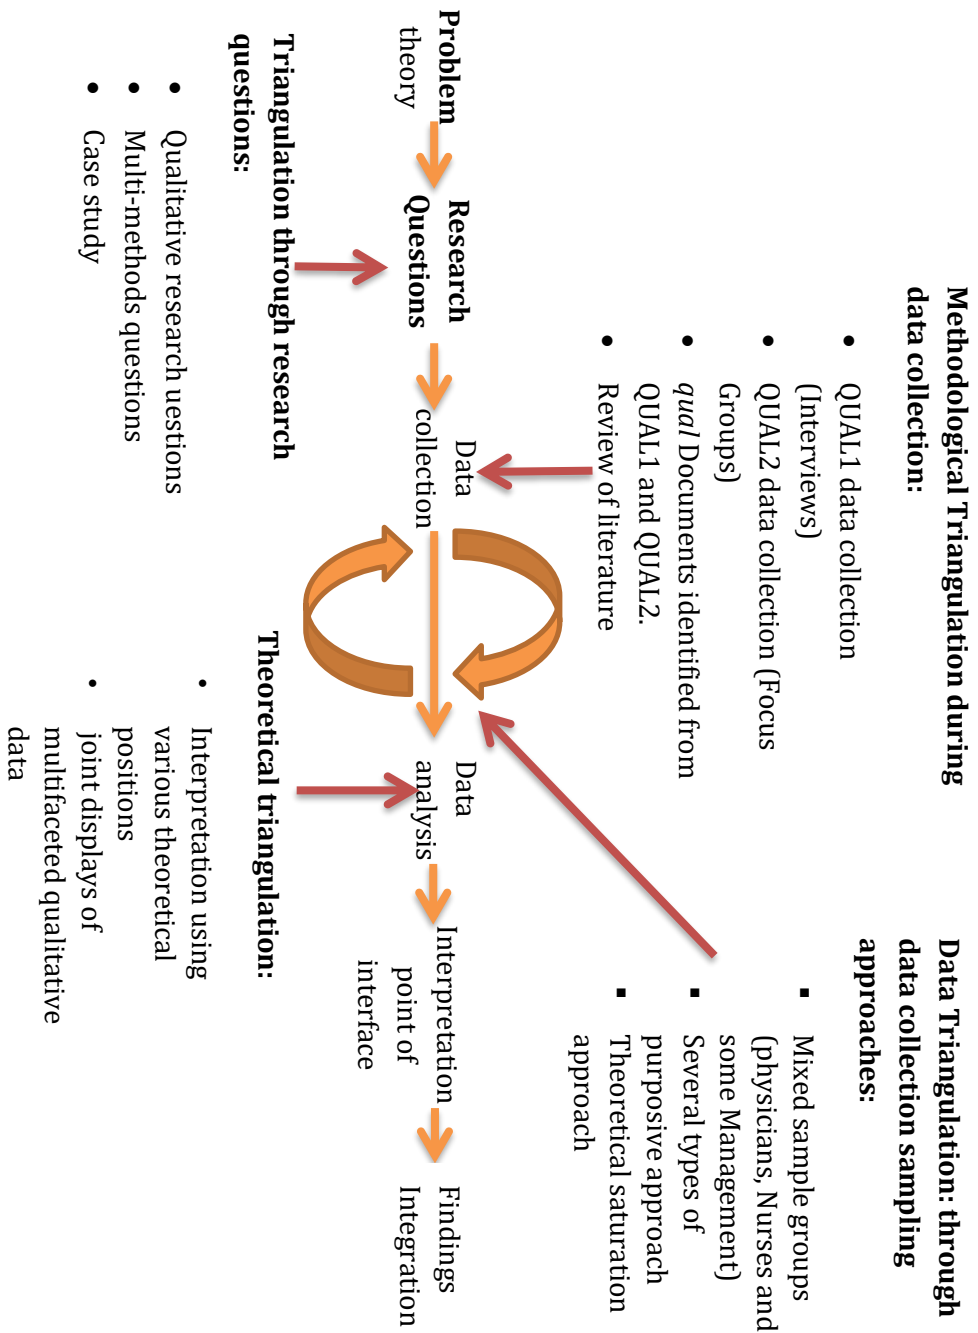 Methodological Triangulation during
data collection:
• QUAL1 data collection
(Interviews)
• QUAL2 data collection (Focus
Groups)
• qual Documents identified from
QUAL1 and QUAL2.
• Review of literature
Data Triangulation: through
data collection sampling
approaches:
▪ Mixed sample groups
(physicians, Nurses and
some Management)
▪ Several types of
purposive approach
▪ Theoretical saturation
approach
Problem
theory
Research
Questions
Data
collection
Data
analysis
Interpretation
point of
interface
Findings
Integration
Triangulation through research
questions:
• Qualitative research uestions
• Multi-methods questions
• Case study
Theoretical triangulation:
• Interpretation using
various theoretical
positions
• joint displays of
multifaceted qualitative
data